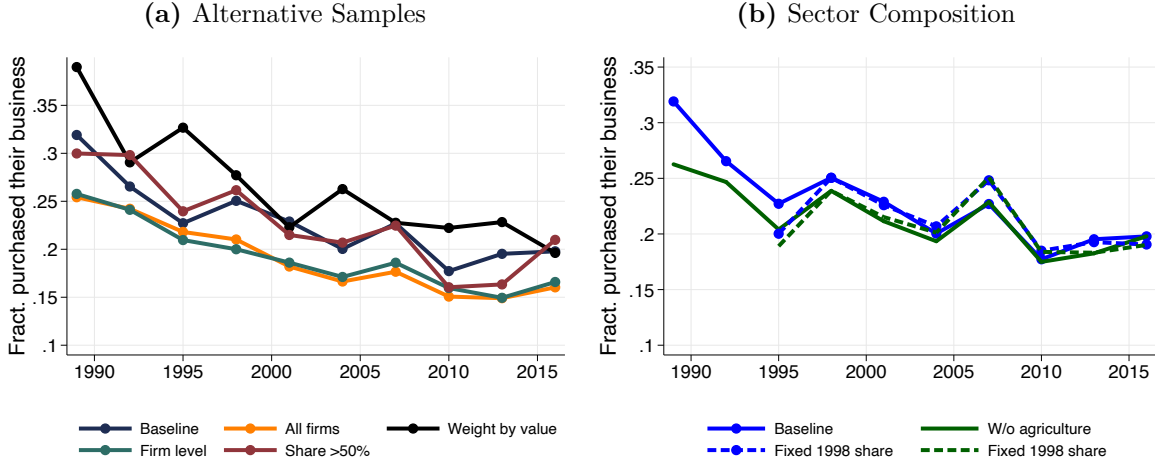 (a) Alternative Samples
Fract. purchased their business
.35
.3
.25
.2
.15
.1
1990 1995 2000 2005 2010 2015
Baseline All firms Weight by value
Firm level Share >50%
(b) Sector Composition
Fract. purchased their business
.35
.3
.25
.2
.15
.1
1990 1995 2000 2005 2010 2015
Baseline W/o agriculture
Fixed 1998 share Fixed 1998 share